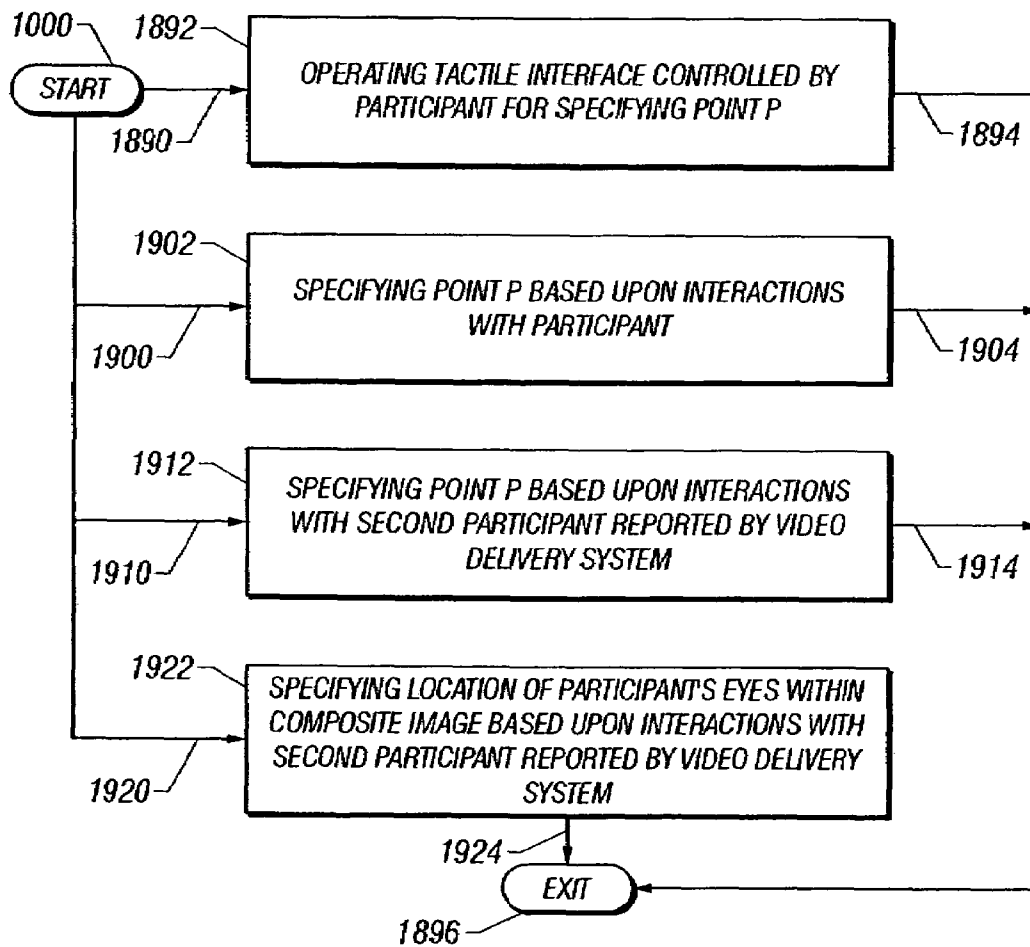 1000
START
1892
OPERATING TACTILE INTERFACE CONTROLLED BY
PARTICIPANT FOR SPECIFYING POINT P
1890
1894
1902
SPECIFYING POINT P BASED UPON INTERACTIONS
WITH PARTICIPANT
1900
1904
1912
SPECIFYING POINT P BASED UPON INTERACTIONS
WITH SECOND PARTICIPANT REPORTED BY VIDEO
DELIVERY SYSTEM
1910
1914
1922
SPECIFYING LOCATION OF PARTICIPANT'S EYES WITHIN
COMPOSITE IMAGE BASED UPON INTERACTIONS WITH
SECOND PARTICIPANT REPORTED BY VIDEO DELIVERY
SYSTEM
1920
1924
EXIT
1896